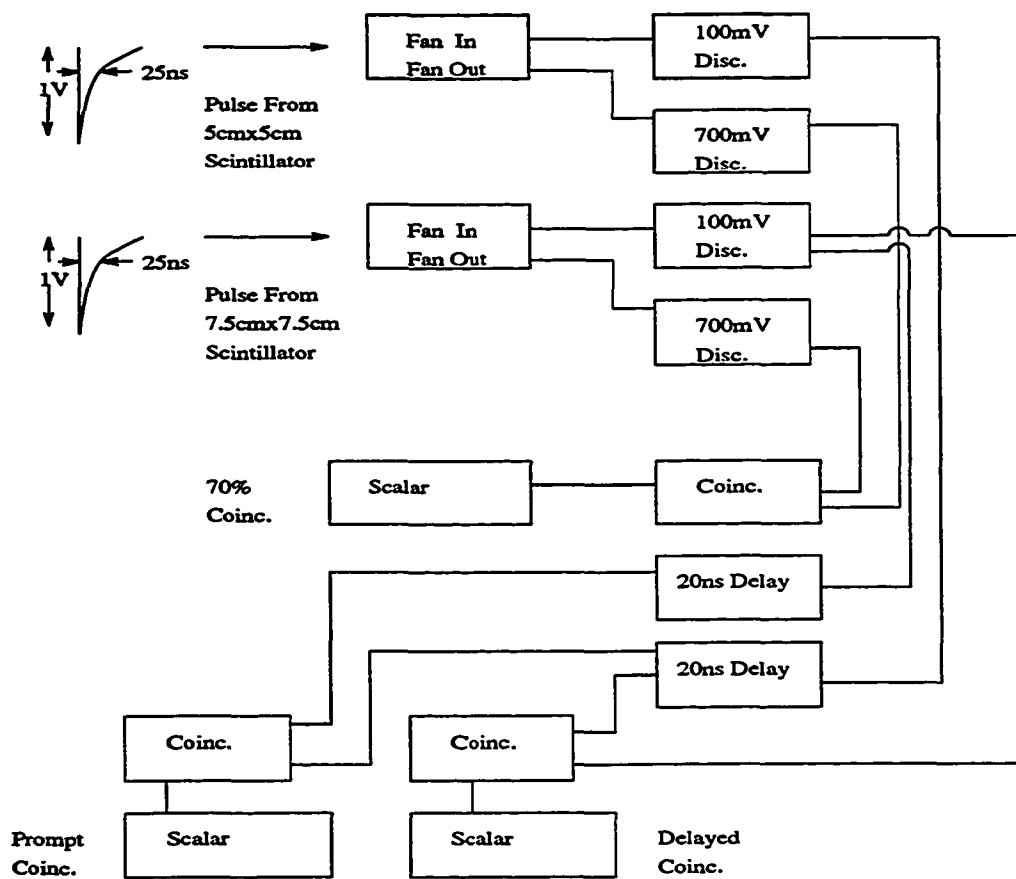 Fan In
Fan Out
100mV
Disc.
1V
25ns
Pulse From
5cmx5cm
Scintillator
700mV
Disc.
Fan In
Fan Out
100mV
Disc.
1V
25ns
Pulse From
7.5cmx7.5cm
Scintillator
700mV
Disc.
70%
Coinc.
Scalar
Coinc.
20ns Delay
20ns Delay
Coinc.
Coinc.
Prompt
Coinc.
Scalar
Scalar
Delayed
Coinc.